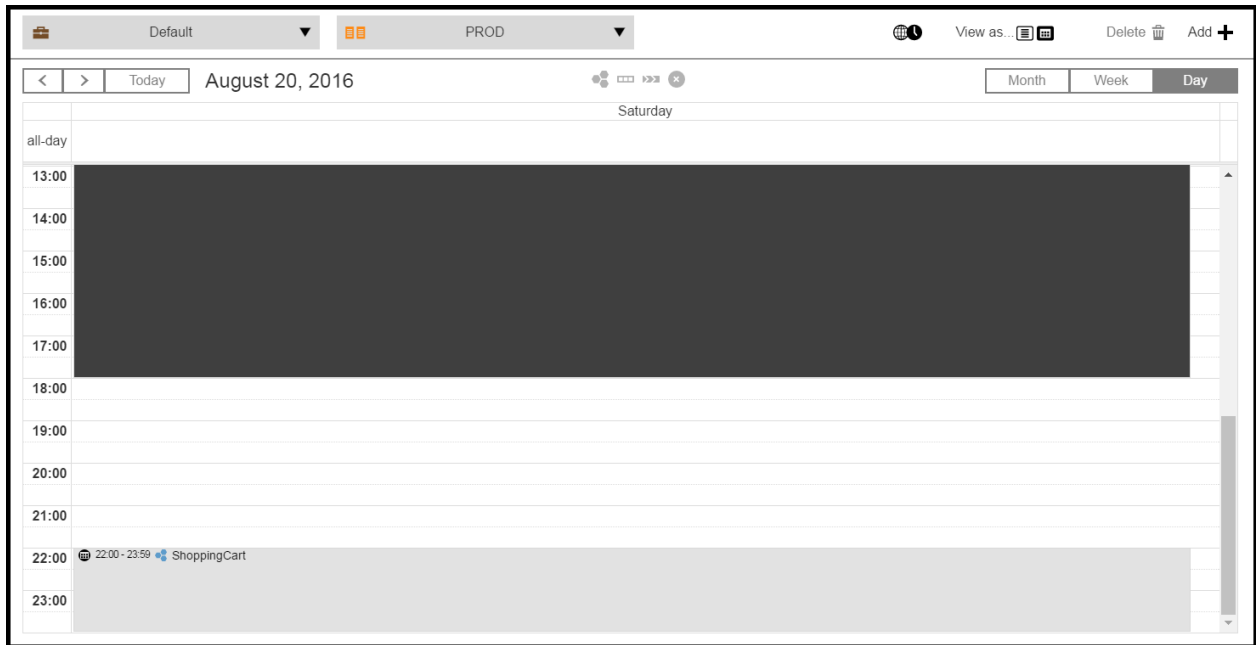 Default PROD View as... Delete Add
Today August 20, 2016 Month Week Day
Saturday
all-day
13:00
14:00
15:00
16:00
17:00
18:00
19:00
20:00
21:00
22:00 22:00 - 23:59 ShoppingCart
23:00